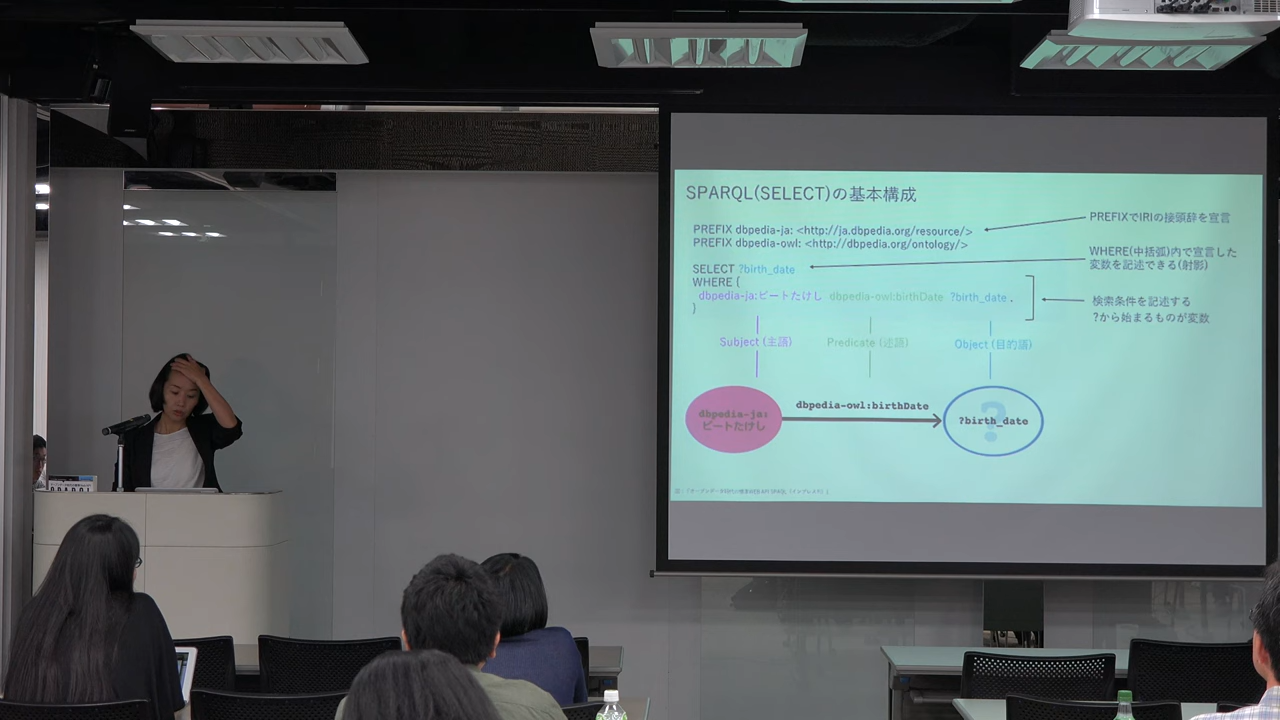 SPARQL(SELECT)の基本構成
PREFIX dbpedia-ja: <http://ja.dbpedia.org/resource/>
PREFIX dbpedia-owl: <http://dbpedia.org/ontology/>
PREFIXでIRIの接頭辞を宣言
SELECT ?birth_date
WHERE {
dbpedia-ja:ビートたけし dbpedia-owl:birthDate ?birth_date .
}
WHERE(中括弧)内で宣言した
変数を記述できる(射影)
検索条件を記述する
?から始まるものが変数
Subject (主語) Predicate (述語) Object (目的語)
dbpedia-ja:
ビートたけし
dbpedia-owl:birthDate
?
?birth_date
SPARQL